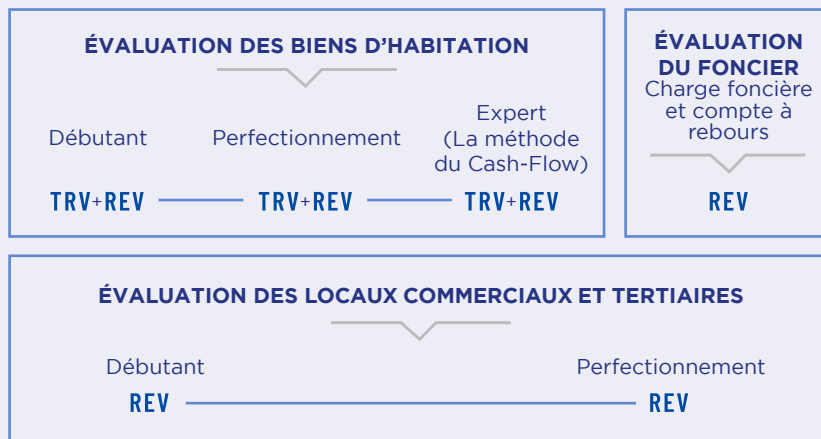 ÉVALUATION DES BIENS D'HABITATION
Débutant
Perfectionnement
Expert
(La méthode
du Cash-Flow)
TRV+REV
TRV+REV
TRV+REV
ÉVALUATION
DU FONCIER
Charge foncière
et compte à
rebours
REV
ÉVALUATION DES LOCAUX COMMERCIAUX ET TERTIAIRES
Débutant
Perfectionnement
REV
REV